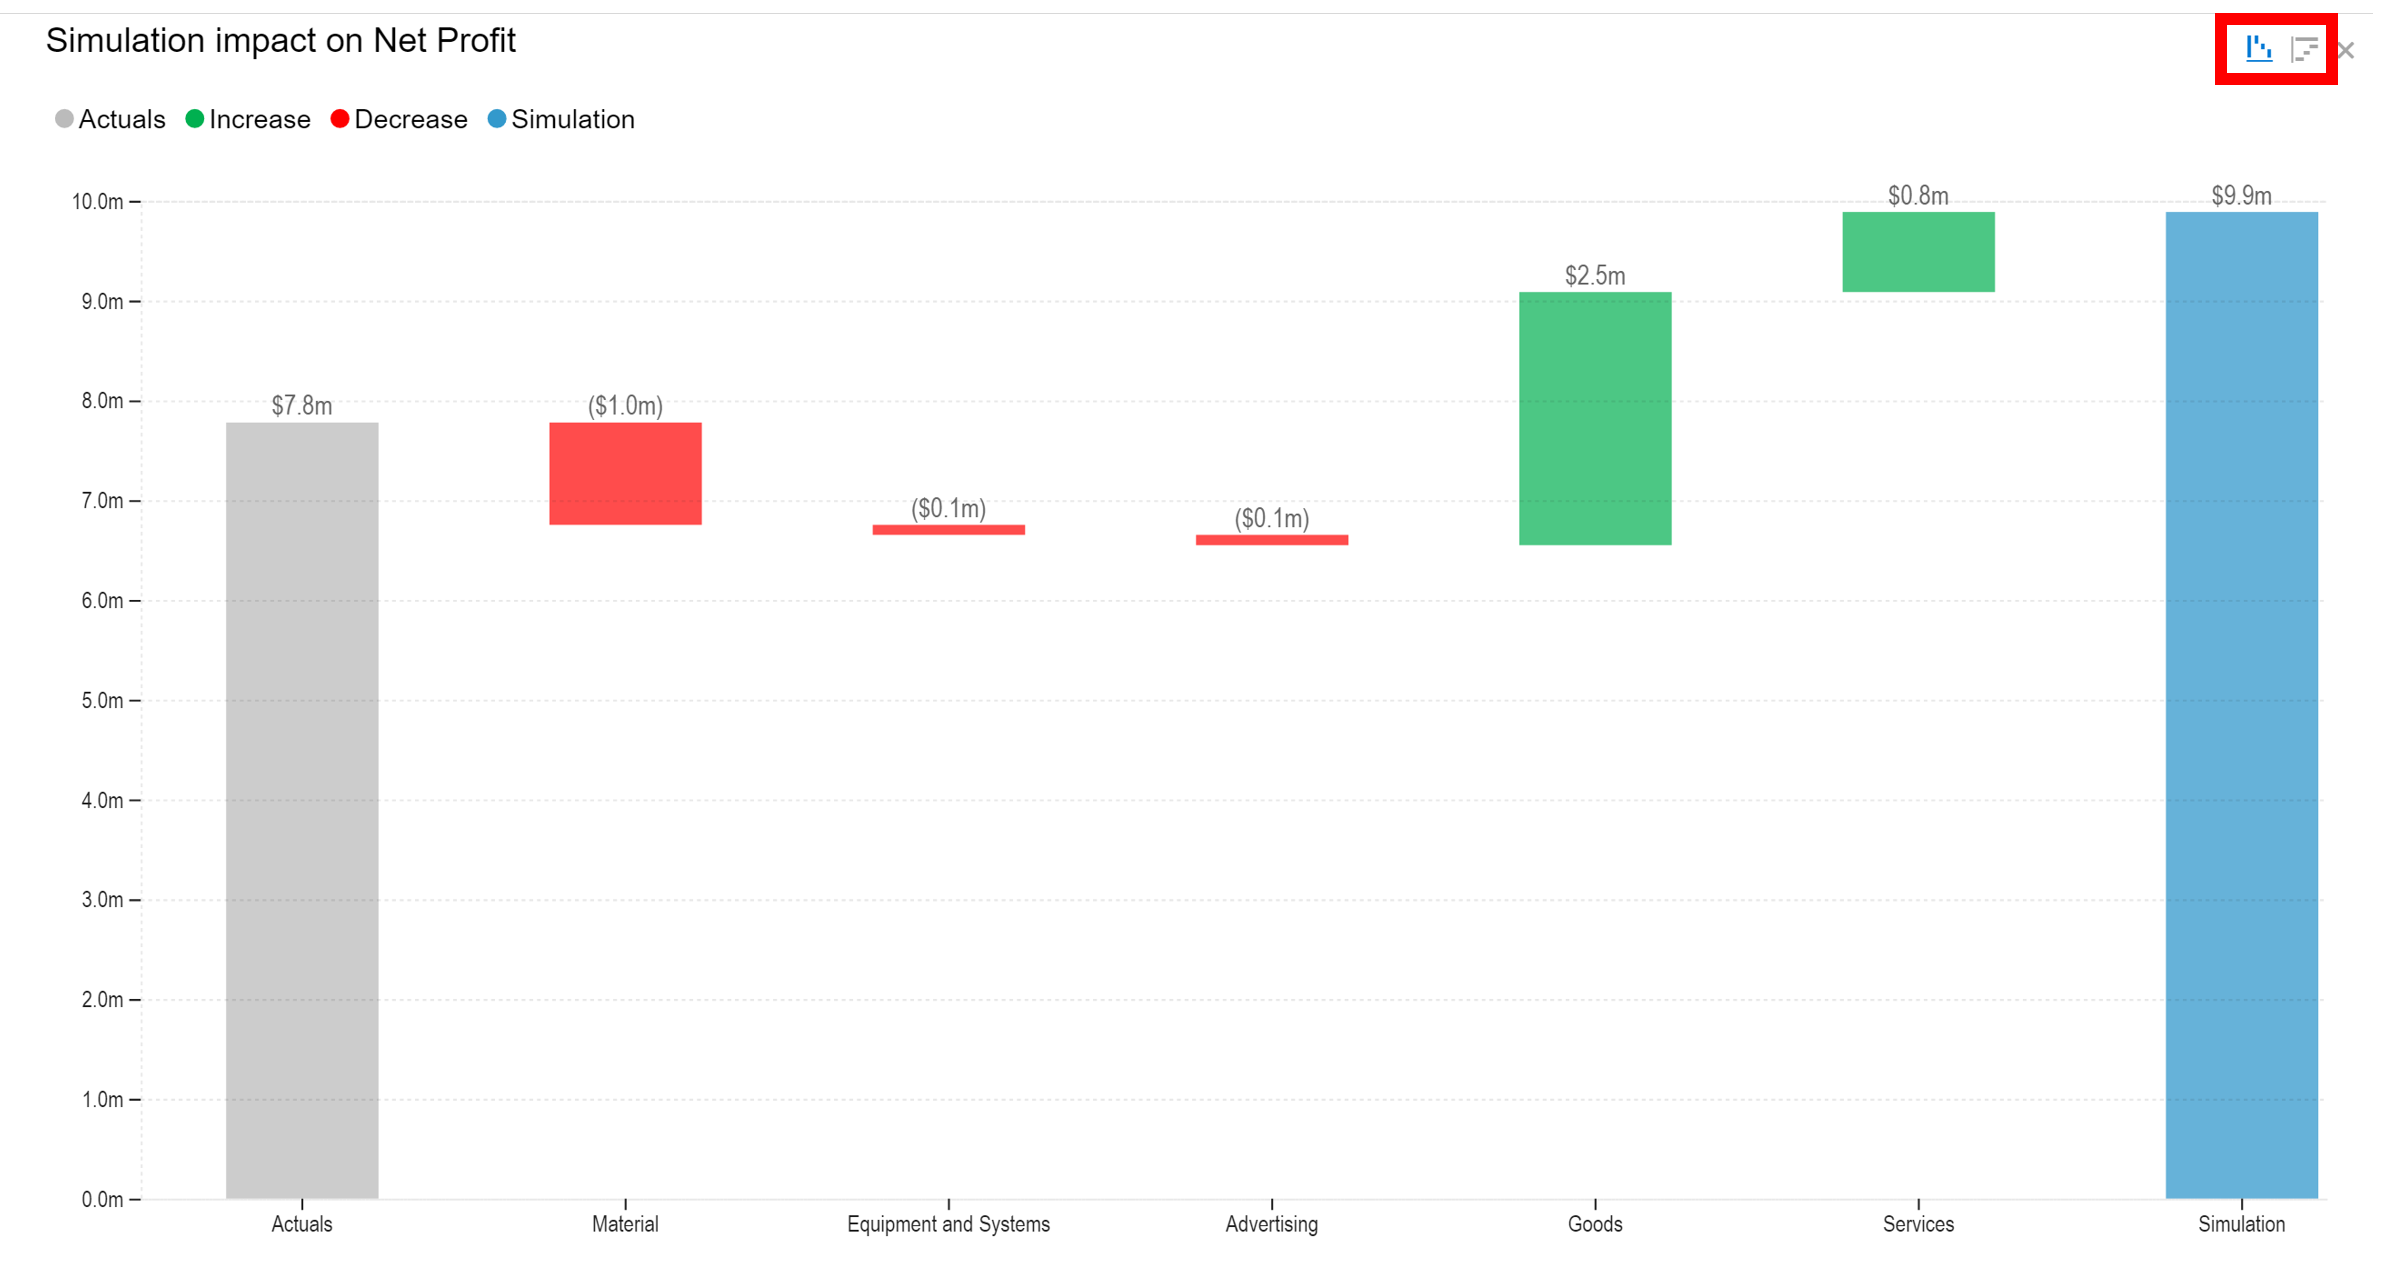 Simulation impact on Net Profit
Actuals Increase Decrease Simulation
10.0m
9.0m
8.0m
7.0m
6.0m
5.0m
4.0m
3.0m
2.0m
1.0m
0.0m
$7.8m
($1.0m)
($0.1m)
($0.1m)
$2.5m
$0.8m
$9.9m
Actuals Material Equipment and Systems Advertising Goods Services Simulation